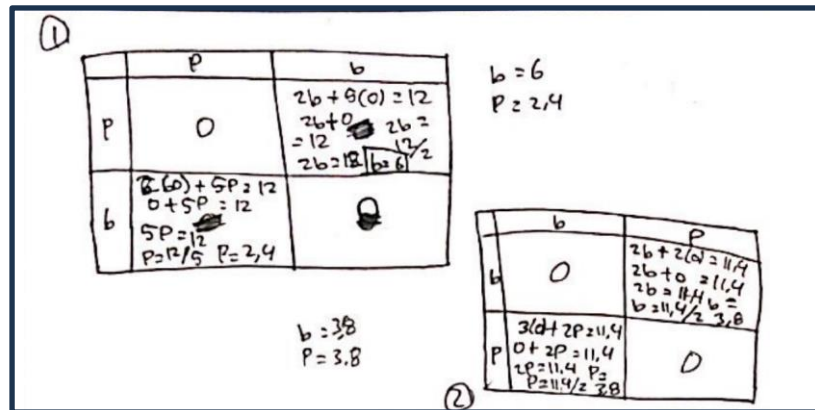 ①
P b
P 0
2b + 5(0) = 12
2b + 0
= 12 2b =
12/2
2b = 12 b = 6
b
(0) + 5P = 12
0 + 5P = 12
5P = 12
P = 12/5 P = 2,4
0
b = 6
P = 2,4
b P
b 0
2b + 2(0) = 11,4
2b + 0 = 11,4
2b = 11,4 b =
b = 11,4/2 3,8
P
3(0) + 2P = 11,4
0 + 2P = 11,4
2P = 11,4 P =
P = 11,4/2 3,8
0
b = 3,8
P = 3.8
②